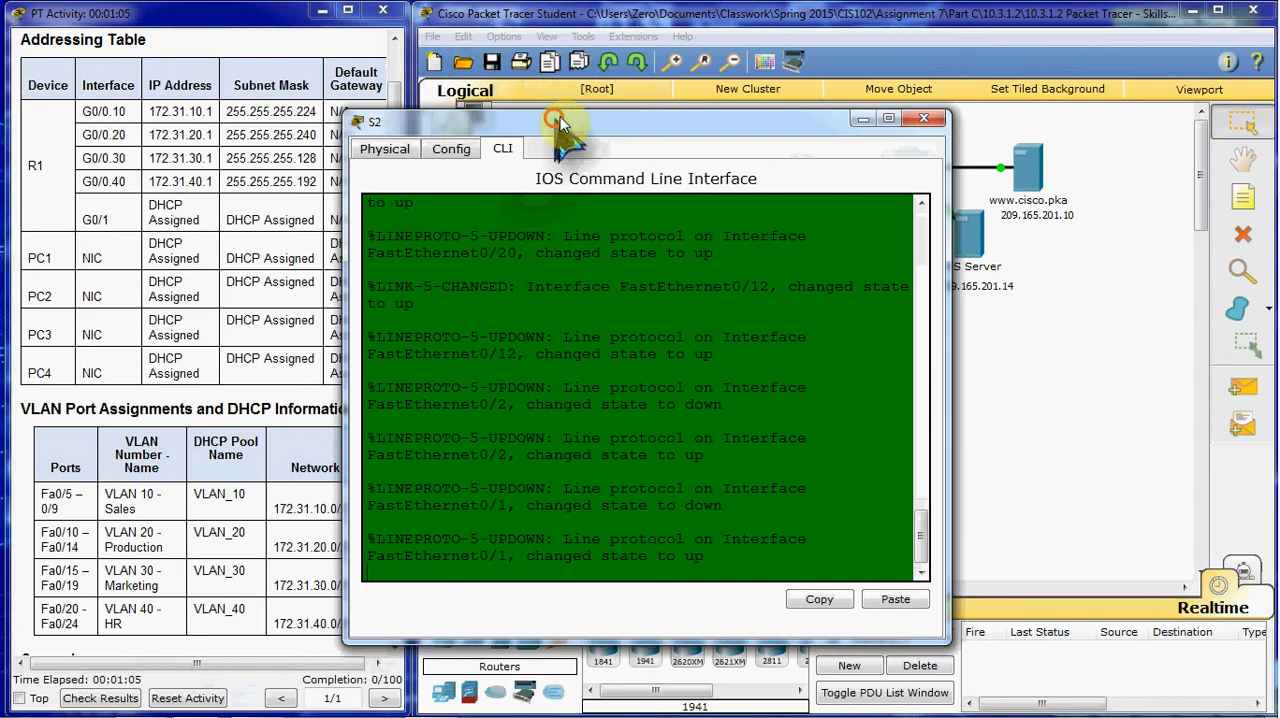 PT Activity: 00:01:05
Addressing Table
Device Interface IP Address Subnet Mask Default Gateway
R1
G0/0.10 172.31.10.1 255.255.255.224
G0/0.20 172.31.20.1 255.255.255.240
G0/0.30 172.31.30.1 255.255.255.128
G0/0.40 172.31.40.1 255.255.255.192
G0/1 DHCP Assigned DHCP Assigned
PC1 NIC DHCP Assigned DHCP Assigned
PC2 NIC DHCP Assigned DHCP Assigned
PC3 NIC DHCP Assigned DHCP Assigned
PC4 NIC DHCP Assigned DHCP Assigned
VLAN Port Assignments and DHCP Informati
Ports VLAN Number - Name DHCP Pool Name Network
Fa0/5 – 0/9 VLAN 10 - Sales VLAN_10 172.31.10.0/
Fa0/10 – Fa0/14 VLAN 20 - Production VLAN_20 172.31.20.0/
Fa0/15 – Fa0/19 VLAN 30 - Marketing VLAN_30 172.31.30.0/
Fa0/20 - Fa0/24 VLAN 40 - HR VLAN_40 172.31.40.0/
Time Elapsed: 00:01:05 Completion: 0/100
Top Check Results Reset Activity < 1/1 >
Cisco Packet Tracer Student - C:\Users\Zero\Documents\Classwork\Spring 2015\CIS102\Assignment 7\Part C\10.3.1.2\10.3.1.2 Packet Tracer - Skills...
File Edit Options View Tools Extensions Help
Logical [Root] New Cluster Move Object Set Tiled Background Viewport
www.cisco.pka
209.165.201.10
S Server
09.165.201.14
S2
Physical Config CLI
IOS Command Line Interface
to up
%LINEPROTO-5-UPDOWN: Line protocol on Interface
FastEthernet0/20, changed state to up
%LINK-5-CHANGED: Interface FastEthernet0/12, changed state
to up
%LINEPROTO-5-UPDOWN: Line protocol on Interface
FastEthernet0/12, changed state to up
%LINEPROTO-5-UPDOWN: Line protocol on Interface
FastEthernet0/2, changed state to down
%LINEPROTO-5-UPDOWN: Line protocol on Interface
FastEthernet0/2, changed state to up
%LINEPROTO-5-UPDOWN: Line protocol on Interface
FastEthernet0/1, changed state to down
%LINEPROTO-5-UPDOWN: Line protocol on Interface
FastEthernet0/1, changed state to up
Copy Paste
Realtime
Routers
1841 1941 2620XM 2621XM 2811
1941
New Delete
Toggle PDU List Window
Fire Last Status Source Destination Type